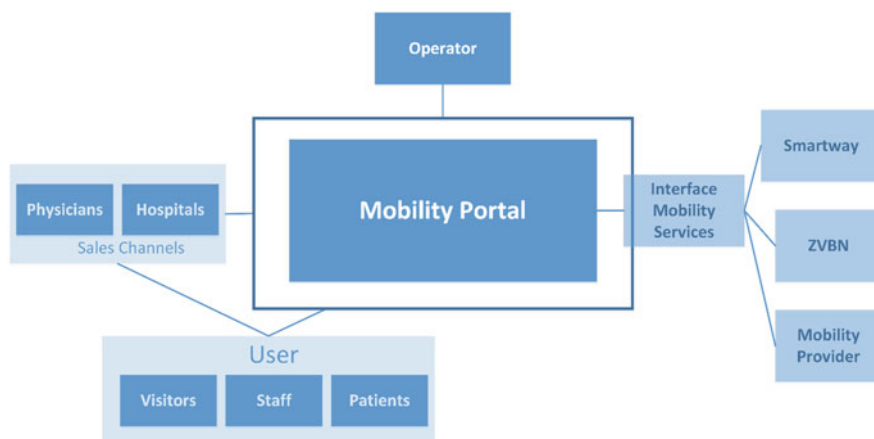 Operator
Smartway
Physicians
Hospitals
Sales Channels
Mobility Portal
Interface
Mobility
Services
ZVBN
Mobility
Provider
User
Visitors
Staff
Patients